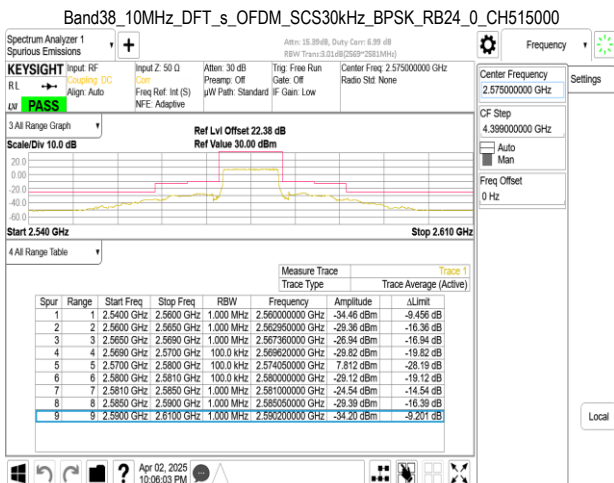 Band38_10MHz_DFT_s_OFDM_SCS30kHz_BPSK_RB24_0_CH515000
Spectrum Analyzer 1
Spurious Emissions
Attn: 15.39dB, Duty Corr: 6.99 dB
RBW Trans:3.01dB(2569~2581MHz)
Frequency
KEYSIGHT
RL
LXI
PASS
Input: RF
Coupling: DC
Align: Auto
Input Z: 50 Ω
Corr
Freq Ref: Int (S)
NFE: Adaptive
Atten: 30 dB
Preamp: Off
µW Path: Standard
Trig: Free Run
Gate: Off
IF Gain: Low
Center Freq: 2.575000000 GHz
Radio Std: None
Center Frequency
2.575000000 GHz
Settings
CF Step
4.399000000 GHz
Auto
Man
Freq Offset
0 Hz
3 All Range Graph
Scale/Div 10.0 dB
Ref Lvl Offset 22.38 dB
Ref Value 30.00 dBm
20.0
0.00
-20.0
-40.0
-60.0
Start 2.540 GHz
Stop 2.610 GHz
4 All Range Table
Measure Trace Trace 1
Trace Type Trace Average (Active)
Spur Range Start Freq Stop Freq RBW Frequency Amplitude ΔLimit
1 1 2.5400 GHz 2.5600 GHz 1.000 MHz 2.560000000 GHz -34.46 dBm -9.456 dB
2 2 2.5600 GHz 2.5650 GHz 1.000 MHz 2.562950000 GHz -29.36 dBm -16.36 dB
3 3 2.5650 GHz 2.5690 GHz 1.000 MHz 2.567360000 GHz -26.94 dBm -16.94 dB
4 4 2.5690 GHz 2.5700 GHz 100.0 kHz 2.569620000 GHz -29.82 dBm -19.82 dB
5 5 2.5700 GHz 2.5800 GHz 100.0 kHz 2.574050000 GHz 7.812 dBm -28.19 dB
6 6 2.5800 GHz 2.5810 GHz 100.0 kHz 2.580000000 GHz -29.12 dBm -19.12 dB
7 7 2.5810 GHz 2.5850 GHz 1.000 MHz 2.581000000 GHz -24.54 dBm -14.54 dB
8 8 2.5850 GHz 2.5900 GHz 1.000 MHz 2.585050000 GHz -29.39 dBm -16.39 dB
9 9 2.5900 GHz 2.6100 GHz 1.000 MHz 2.590200000 GHz -34.20 dBm -9.201 dB
Local
?
Apr 02, 2025
10:06:03 PM